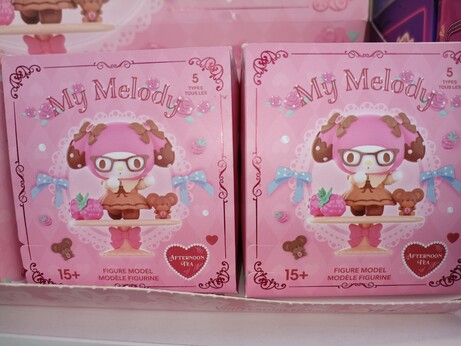 My Melody
5
TYPES
TOUS LES
15+
FIGURE MODEL
MODÈLE FIGURINE
AFTERNOON
TEA
My Melody
5
TYPES
TOUS LES
15+
FIGURE MODEL
MODÈLE FIGURINE
AFTERNOON
TEA